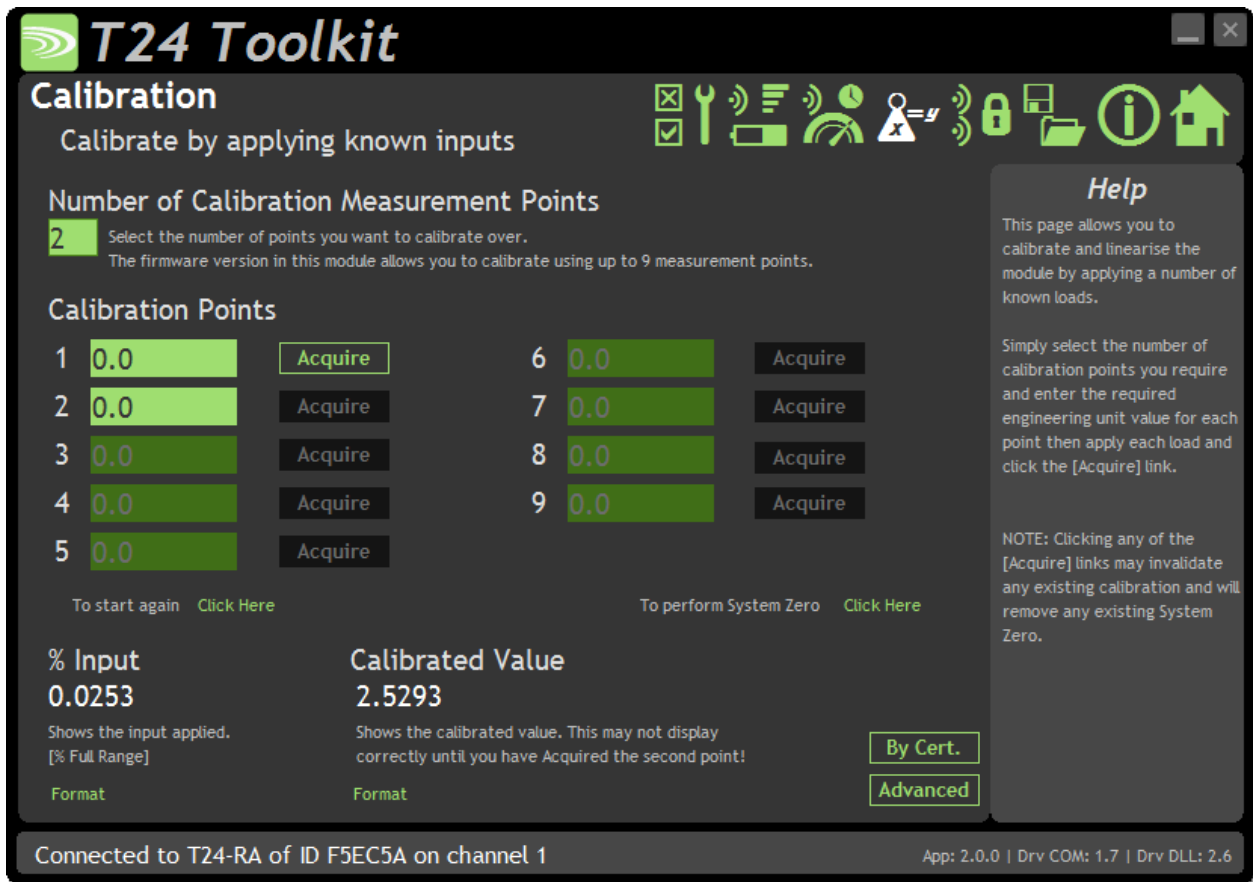 T24 Toolkit
Calibration
Calibrate by applying known inputs
x=y
Number of Calibration Measurement Points
2
Select the number of points you want to calibrate over.
The firmware version in this module allows you to calibrate using up to 9 measurement points.
Calibration Points
1 0.0 Acquire
2 0.0 Acquire
3 0.0 Acquire
4 0.0 Acquire
5 0.0 Acquire
6 0.0 Acquire
7 0.0 Acquire
8 0.0 Acquire
9 0.0 Acquire
To start again Click Here
To perform System Zero Click Here
% Input
0.0253
Shows the input applied.
[% Full Range]
Format
Calibrated Value
2.5293
Shows the calibrated value. This may not display
correctly until you have Acquired the second point!
Format
By Cert.
Advanced
Help
This page allows you to
calibrate and linearise the
module by applying a number of
known loads.
Simply select the number of
calibration points you require
and enter the required
engineering unit value for each
point then apply each load and
click the [Acquire] link.
NOTE: Clicking any of the
[Acquire] links may invalidate
any existing calibration and will
remove any existing System
Zero.
Connected to T24-RA of ID F5EC5A on channel 1
App: 2.0.0 | Drv COM: 1.7 | Drv DLL: 2.6